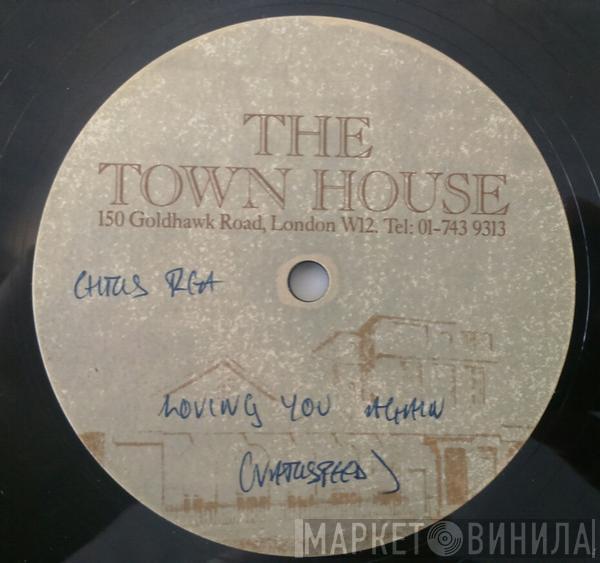 THE
TOWN HOUSE
150 Goldhawk Road, London W12. Tel: 01-743 9313
CHRIS REA
LOVING YOU AGAIN
(VARISPEED)
МАРКЕТ ВИНИЛА